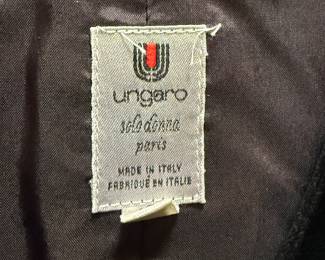 ungaro
solo donna
paris
MADE IN ITALY
FABRIQUÉ EN ITALIE